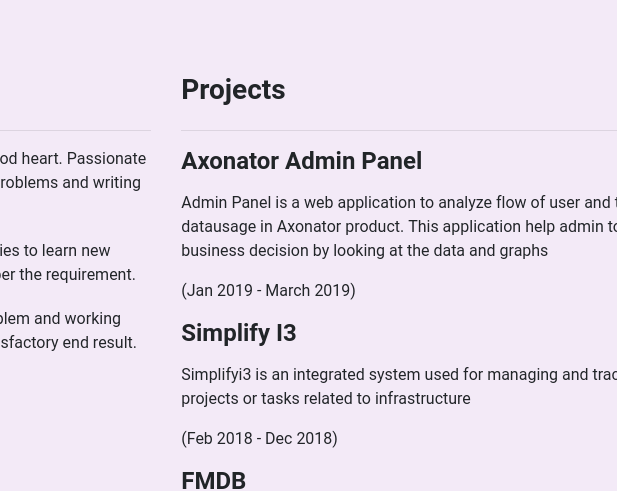 od heart. Passionate
roblems and writing
ies to learn new
er the requirement.
blem and working
sfactory end result.
Projects
Axonator Admin Panel
Admin Panel is a web application to analyze flow of user and
datausage in Axonator product. This application help admin to
business decision by looking at the data and graphs
(Jan 2019 - March 2019)
Simplify I3
Simplifyi3 is an integrated system used for managing and trac
projects or tasks related to infrastructure
(Feb 2018 - Dec 2018)
FMDB